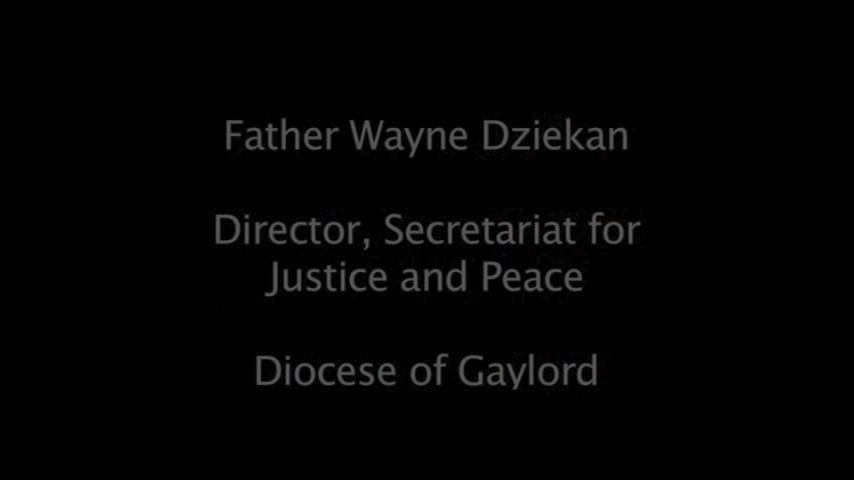 Father Wayne Dziekan
Director, Secretariat for
Justice and Peace
Diocese of Gaylord